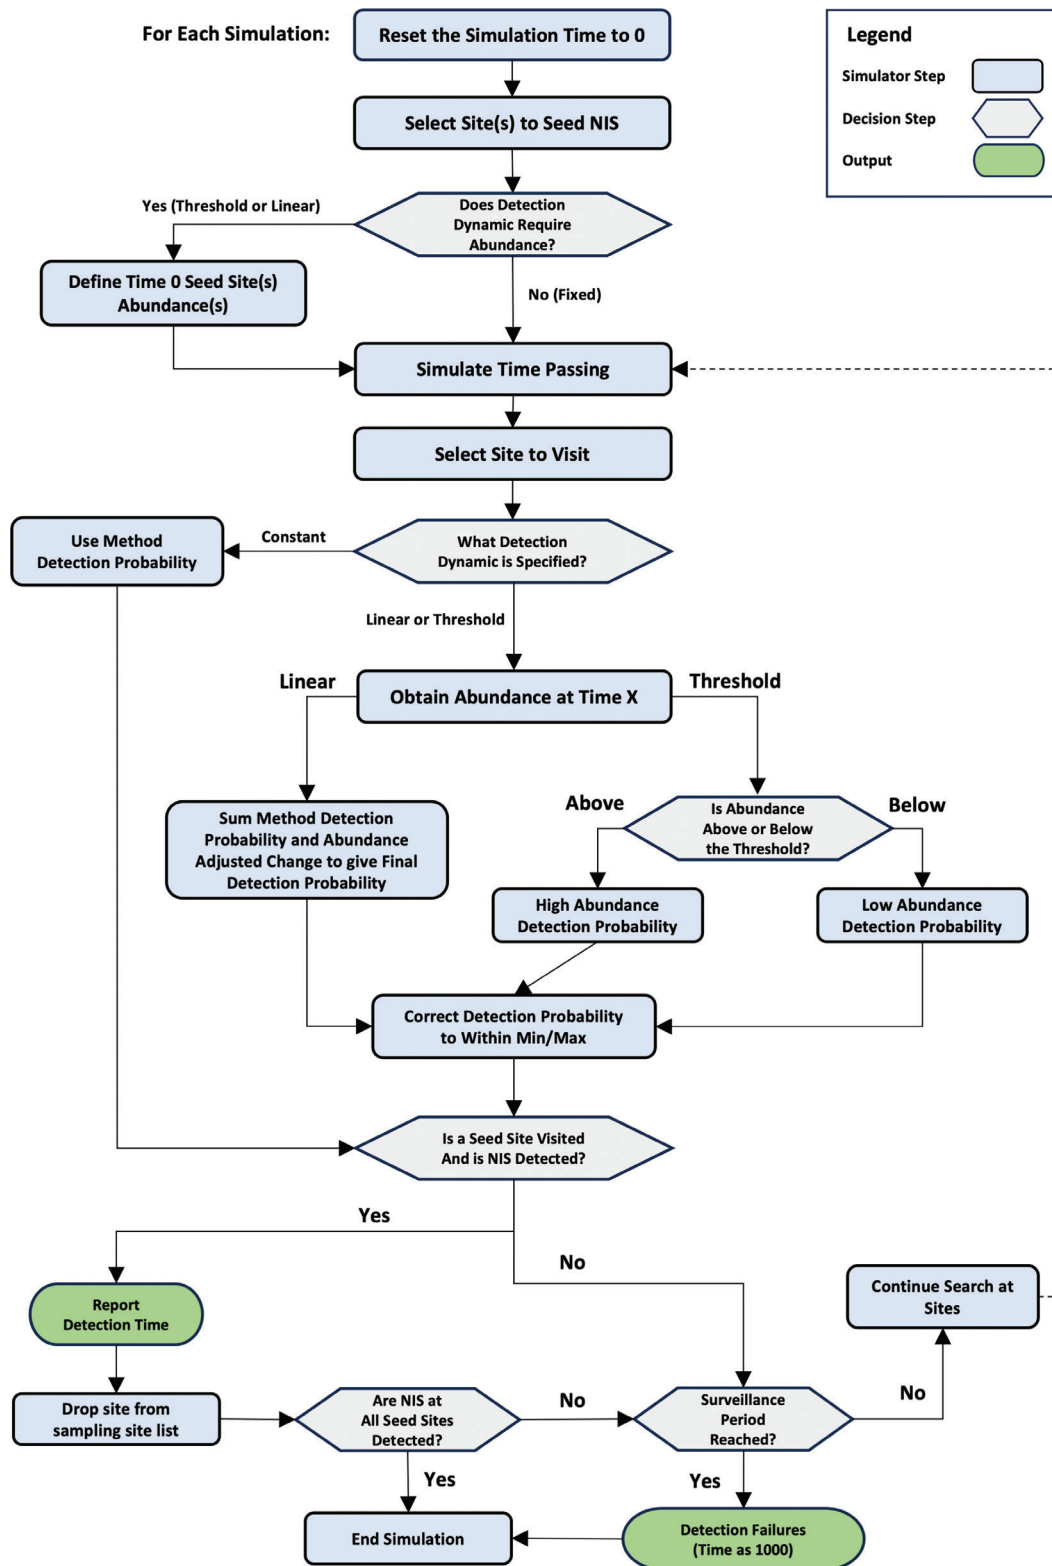 For Each Simulation:
Reset the Simulation Time to 0
Legend
Simulator Step
Decision Step
Output
Select Site(s) to Seed NIS
Does Detection
Dynamic Require
Abundance?
Yes (Threshold or Linear)
Define Time 0 Seed Site(s)
Abundance(s)
No (Fixed)
Simulate Time Passing
Select Site to Visit
What Detection
Dynamic is Specified?
Constant
Use Method
Detection Probability
Linear or Threshold
Obtain Abundance at Time X
Linear
Threshold
Sum Method Detection
Probability and Abundance
Adjusted Change to give Final
Detection Probability
Is Abundance
Above or Below
the Threshold?
Above
Below
High Abundance
Detection Probability
Low Abundance
Detection Probability
Correct Detection Probability
to Within Min/Max
Is a Seed Site Visited
And is NIS Detected?
Yes
No
Report
Detection Time
Continue Search at
Sites
Drop site from
sampling site list
Are NIS at
All Seed Sites
Detected?
No
Surveillance
Period
Reached?
No
Yes
Yes
End Simulation
Detection Failures
(Time as 1000)